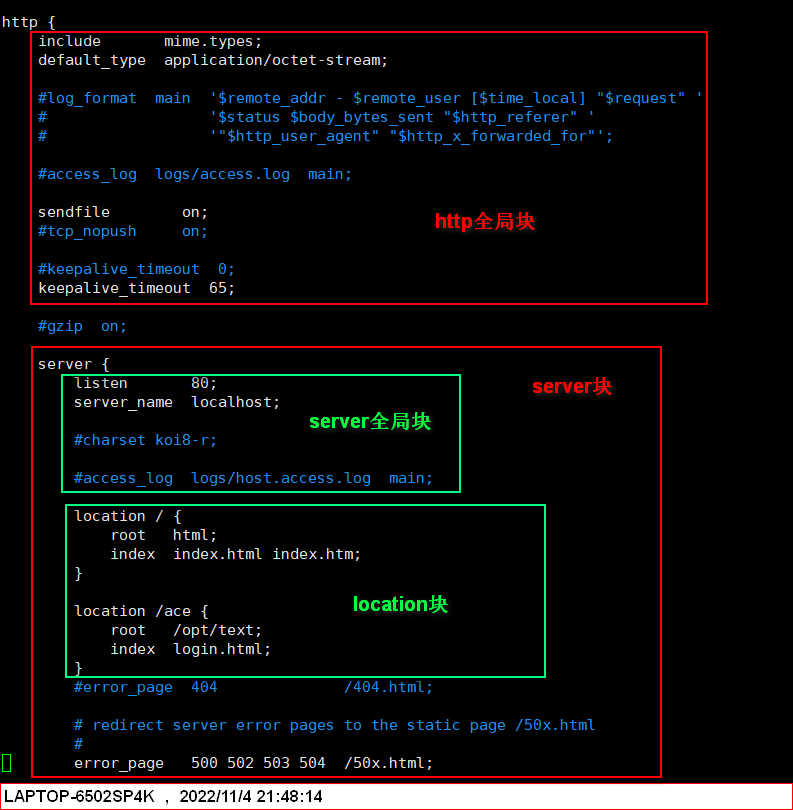 http {
    include       mime.types;
    default_type  application/octet-stream;

    #log_format  main  '$remote_addr - $remote_user [$time_local] "$request" '
    #                  '$status $body_bytes_sent "$http_referer" '
    #                  '"$http_user_agent" "$http_x_forwarded_for"';

    #access_log  logs/access.log  main;

    sendfile        on;
http全局块
    #tcp_nopush     on;

    #keepalive_timeout  0;
    keepalive_timeout  65;

    #gzip  on;

    server {
        listen       80;
server块
        server_name  localhost;
server全局块

        #charset koi8-r;

        #access_log  logs/host.access.log  main;

        location / {
            root   html;
            index  index.html index.htm;
        }

location块
        location /ace {
            root   /opt/text;
            index  login.html;
        }
        #error_page  404              /404.html;

        # redirect server error pages to the static page /50x.html
        #
        error_page   500 502 503 504  /50x.html;
LAPTOP-6502SP4K , 2022/11/4 21:48:14